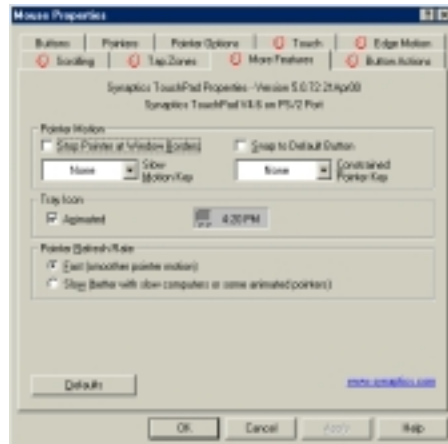 Mouse Properties
Buttons
Pointers
Pointer Options
Touch
Edge Motion
Scrolling
Tap Zones
More Features
Button Actions
Synaptics TouchPad Properties - Version 5.0.72 21Apr00
Synaptics TouchPad V4.6 on PS/2 Port
Pointer Motion
Stop Pointer at Window Borders
Snap to Default Button
None
Slow
Motion Key
None
Constrained
Pointer Key
Tray Icon
Animated
4:20 PM
Pointer Refresh Rate
Fast (smoother pointer motion)
Slow (better with slow computers or some animated pointers)
Defaults
www.synaptics.com
OK
Cancel
Apply
Help